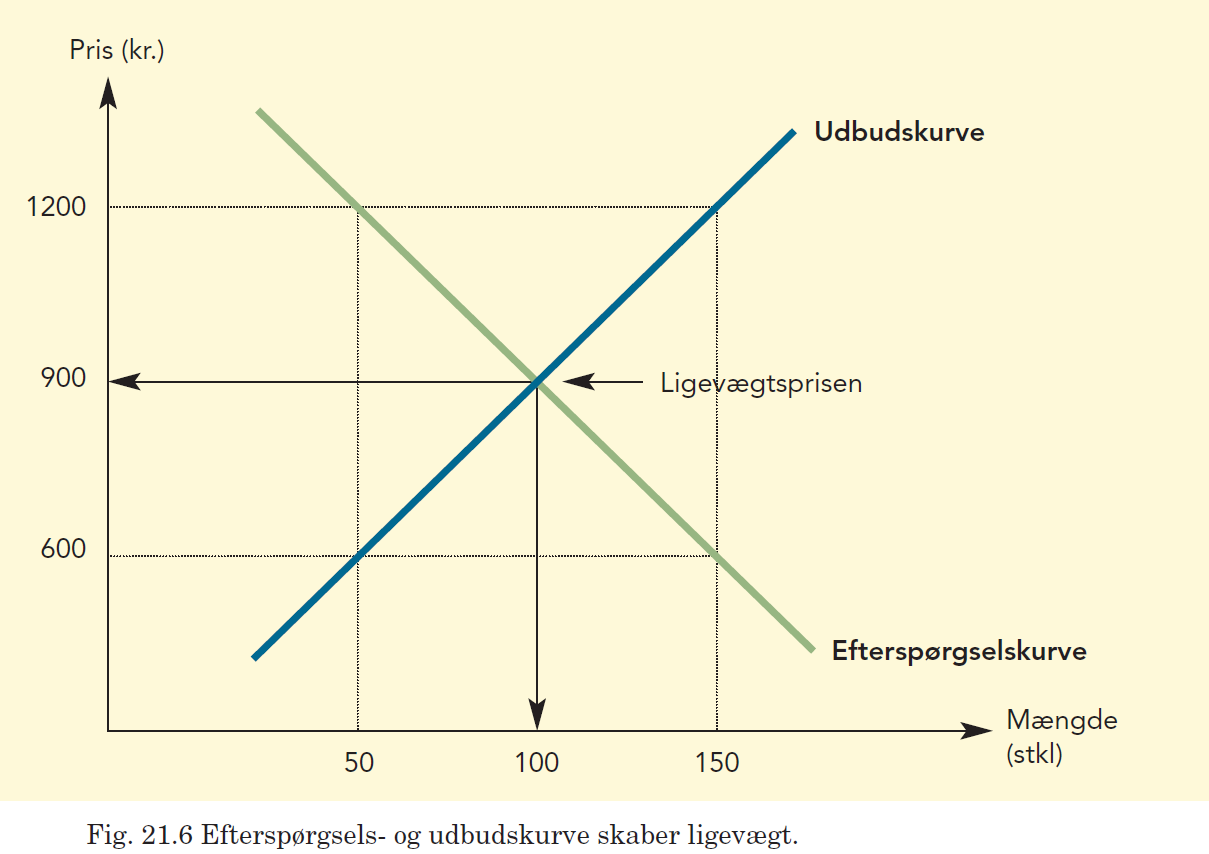 Pris (kr.)
Udbudskurve
1200
900
Ligevægtsprisen
600
Efterspørgselskurve
Mængde
(stkl)
50 100 150
Fig. 21.6 Efterspørgsels- og udbudskurve skaber ligevægt.